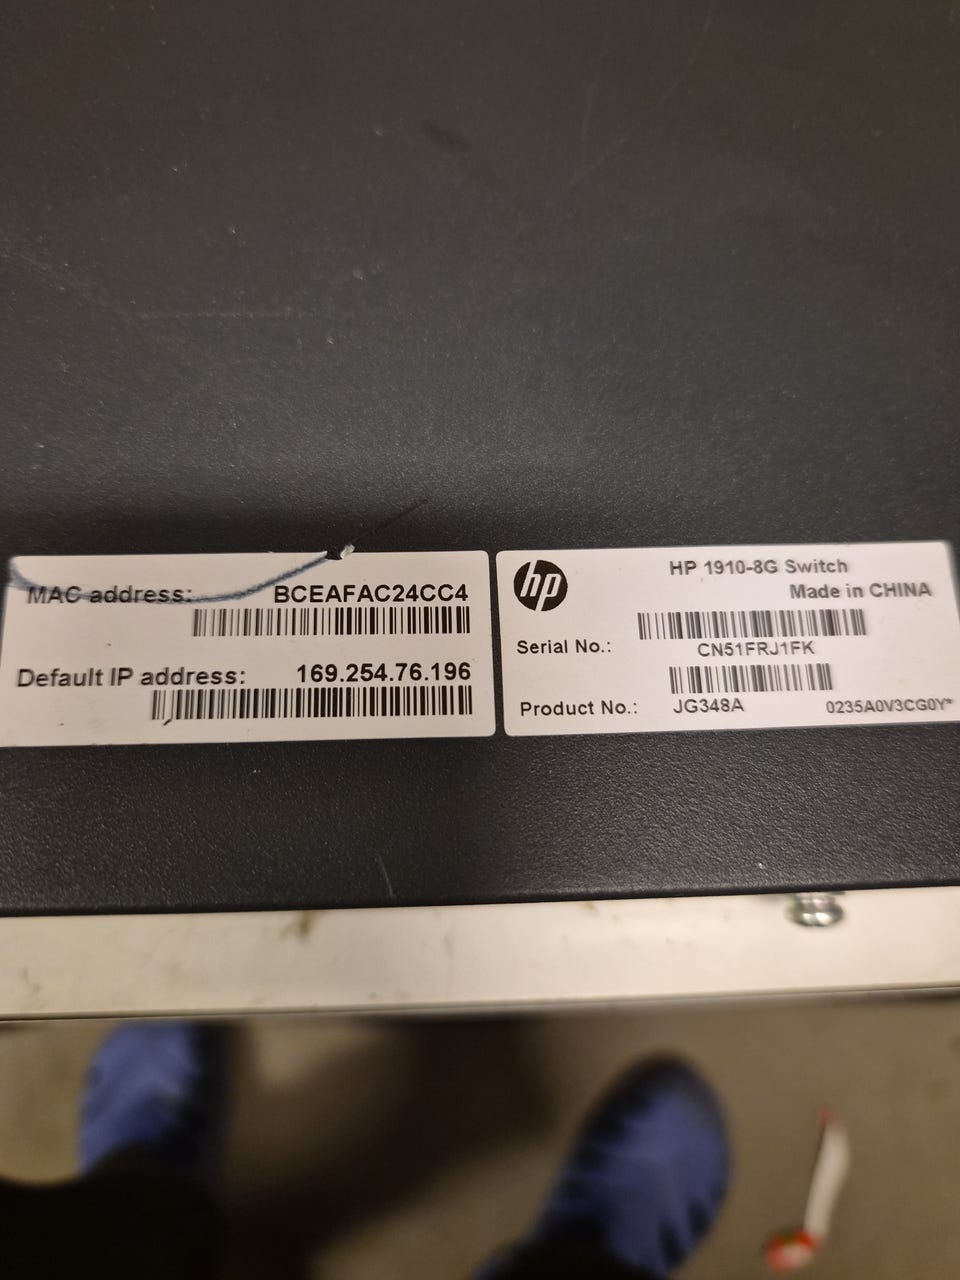 MAC address: BCEAFAC24CC4
Default IP address: 169.254.76.196
hp
HP 1910-8G Switch
Made in CHINA
Serial No.: CN51FRJ1FK
Product No.: JG348A 0235A0V3CG0Y*